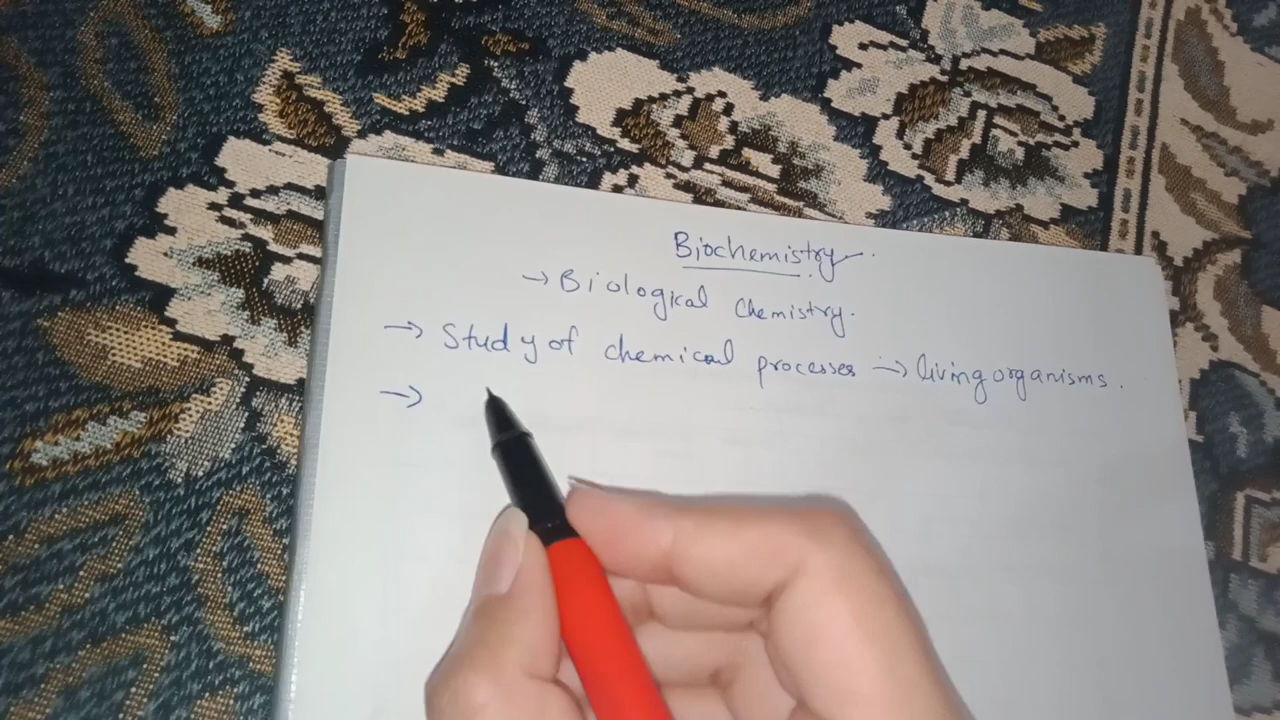 Biochemistry.
→ Biological Chemistry.
→ Study of chemical processes → living organisms.
→